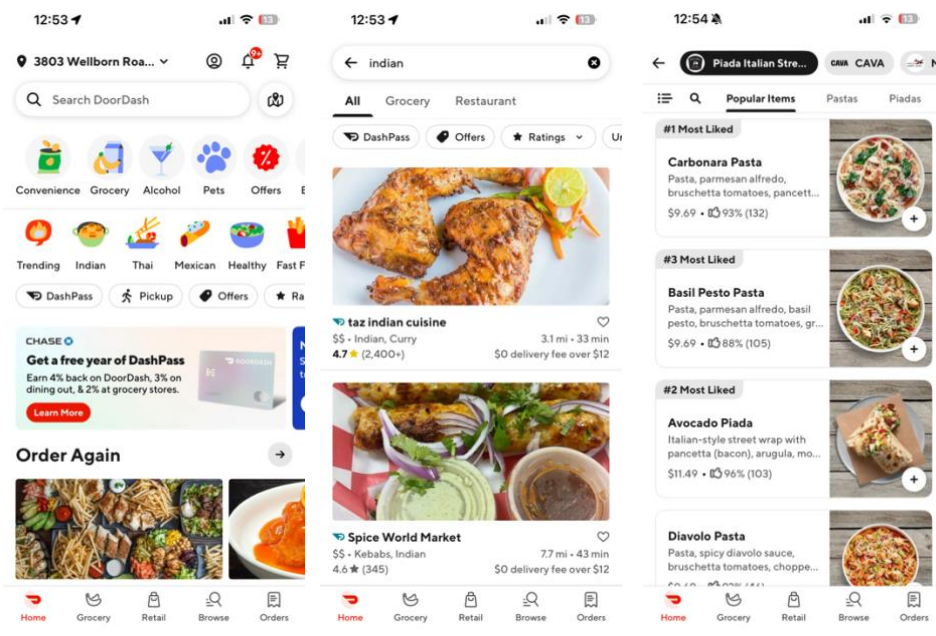 12:53
13
3803 Wellborn Roa...
9+
Search DoorDash
Convenience Grocery Alcohol Pets Offers
Trending Indian Thai Mexican Healthy Fast F
DashPass Pickup Offers Ra
CHASE
Get a free year of DashPass
Earn 4% back on DoorDash, 3% on
dining out, & 2% at grocery stores.
Learn More
DOORDASH
Order Again
Home Grocery Retail Browse Orders
12:53
13
indian
All Grocery Restaurant
DashPass Offers Ratings Un
taz indian cuisine
$$ • Indian, Curry 3.1 mi • 33 min
4.7 (2,400+) $0 delivery fee over $12
Spice World Market
$$ • Kebabs, Indian 7.7 mi • 43 min
4.6 (345) $0 delivery fee over $12
Home Grocery Retail Browse Orders
12:54
13
Piada Italian Stre... CAVA CAVA
Popular Items Pastas Piadas
#1 Most Liked
Carbonara Pasta
Pasta, parmesan alfredo,
bruschetta tomatoes, pancett...
$9.69 • 93% (132)
#3 Most Liked
Basil Pesto Pasta
Pasta, parmesan alfredo, basil
pesto, bruschetta tomatoes, gr...
$9.69 • 88% (105)
#2 Most Liked
Avocado Piada
Italian-style street wrap with
pancetta (bacon), arugula, mo...
$11.49 • 96% (103)
Diavolo Pasta
Pasta, spicy diavolo sauce,
bruschetta tomatoes, choppe...
Home Grocery Retail Browse Orders